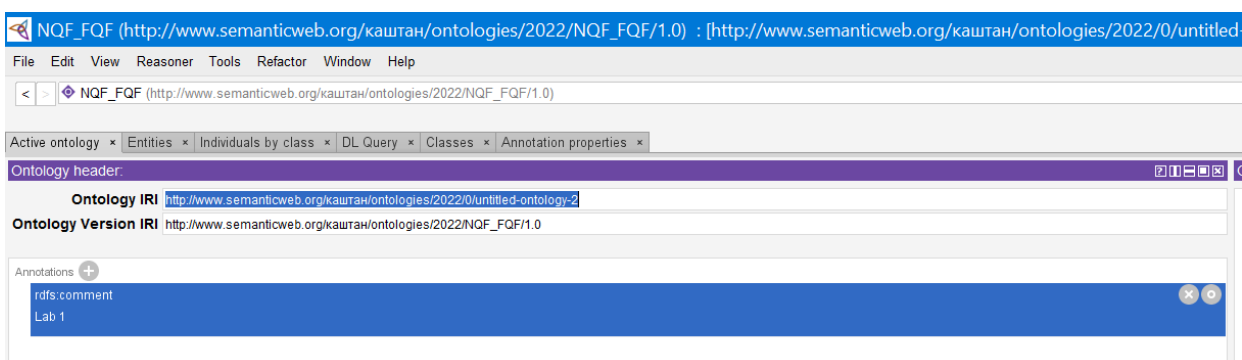 NQF_FQF (http://www.semanticweb.org/каштан/ontologies/2022/NQF_FQF/1.0) : [http://www.semanticweb.org/каштан/ontologies/2022/0/untitled-
File Edit View Reasoner Tools Refactor Window Help
< > NQF_FQF (http://www.semanticweb.org/каштан/ontologies/2022/NQF_FQF/1.0)
Active ontology × Entities × Individuals by class × DL Query × Classes × Annotation properties ×
Ontology header:
Ontology IRI http://www.semanticweb.org/каштан/ontologies/2022/0/untitled-ontology-2
Ontology Version IRI http://www.semanticweb.org/каштан/ontologies/2022/NQF_FQF/1.0
Annotations
rdfs:comment
Lab 1